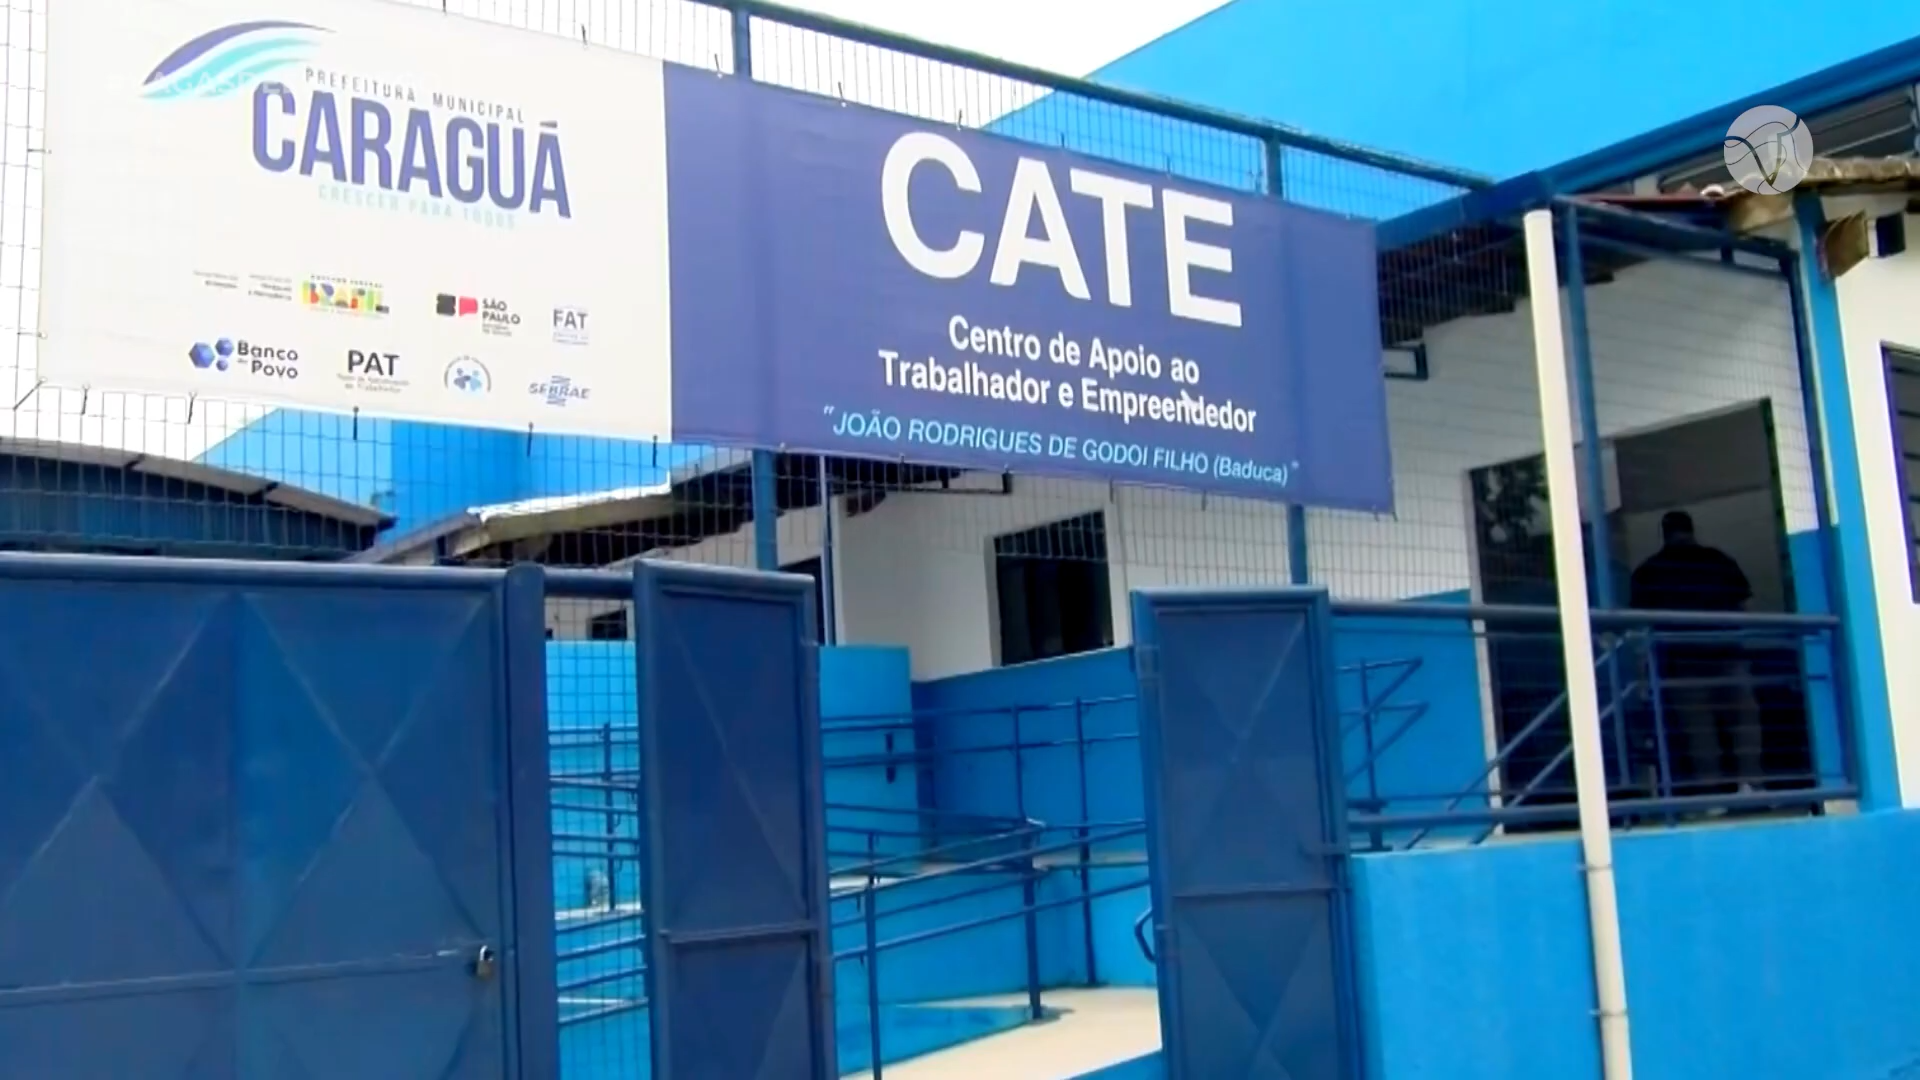 PREFEITURA MUNICIPAL
CARAGUÁ
CRESCER PARA TODOS
BRASIL
SÃO
PAULO
FAT
Banco
do Povo
PAT
SEBRAE
CATE
Centro de Apoio ao
Trabalhador e Empreendedor
"JOÃO RODRIGUES DE GODOI FILHO (Baduca)"